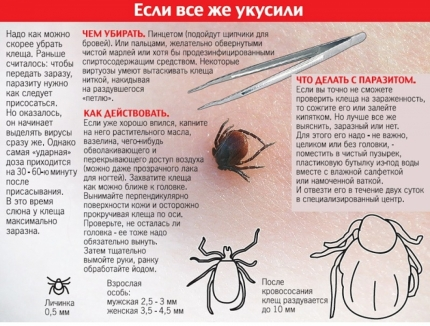 Если все же укусили
Надо как можно
скорее убрать
клеща. Раньше
считалось: чтобы
передать заразу,
паразиту нужно
как следует
присосаться.
Но оказалось,
он начинает
выделять вирусы
сразу же. Однако
самая «ударная»
доза приходится
на 30 - 60-ю минуту
после
присасывания.
В это время
слюна у клеща
максимально
заразна.
ЧЕМ УБИРАТЬ. Пинцетом (подойдут щипчики для
бровей). Или пальцами, желательно обернутыми
чистой марлей или хотя бы продезинфицированными
спиртосодержащим средством. Некоторые
виртуозы умеют вытаскивать клеща
ниткой, накидывая
на раздувшегося
«петлю».
КАК ДЕЙСТВОВАТЬ.
Если уже хорошо впился, капните
на него растительного масла,
вазелина, чего-нибудь
обволакивающего и
перекрывающего доступ воздуха
(можно даже прозрачного лака
для ногтей). Захватите клеща
как можно ближе к головке.
Вынимайте перпендикулярно
поверхности кожи и осторожно
прокручивая клеща по оси.
Проверьте, не осталась ли
головка - ее тоже надо
обязательно вынуть.
Затем тщательно
вымойте руки, ранку
обработайте йодом.
ЧТО ДЕЛАТЬ С ПАРАЗИТОМ.
Если вы точно не сможете
проверить клеща на зараженность,
то сожгите его или залейте
кипятком. Но лучше все же
выяснить, заразный или нет.
Для этого его надо - не важно,
целиком или без головки, -
поместить в чистый пузырек,
пластиковую бутылку из-под воды
вместе с влажной салфеткой
или намоченной ваткой.
И отвезти его в течение двух суток
в специализированный центр.
Личинка
0,5 мм
Взрослая
особь:
мужская 2,5 - 3 мм
женская 3,5 - 4,5 мм
После
кровососания
клещ раздувается
до 10 мм